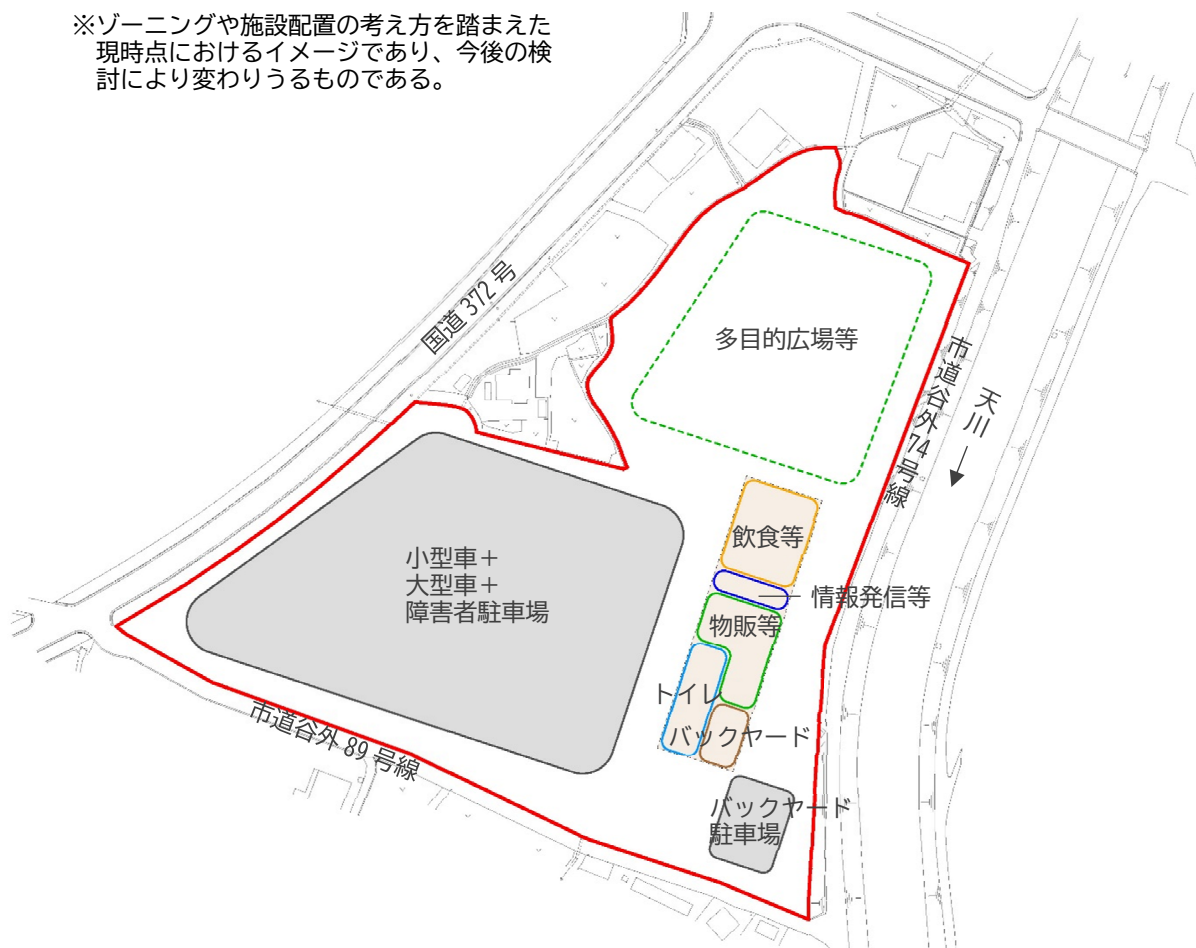 ※ゾーニングや施設配置の考え方を踏まえた
現時点におけるイメージであり、今後の検
討により変わりうるものである。
国道 372 号
多目的広場等
市道谷外 74 号線
天川
飲食等
小型車＋
大型車＋
障害者駐車場
情報発信等
物販等
トイレ
バックヤード
市道谷外 89 号線
バックヤード
駐車場